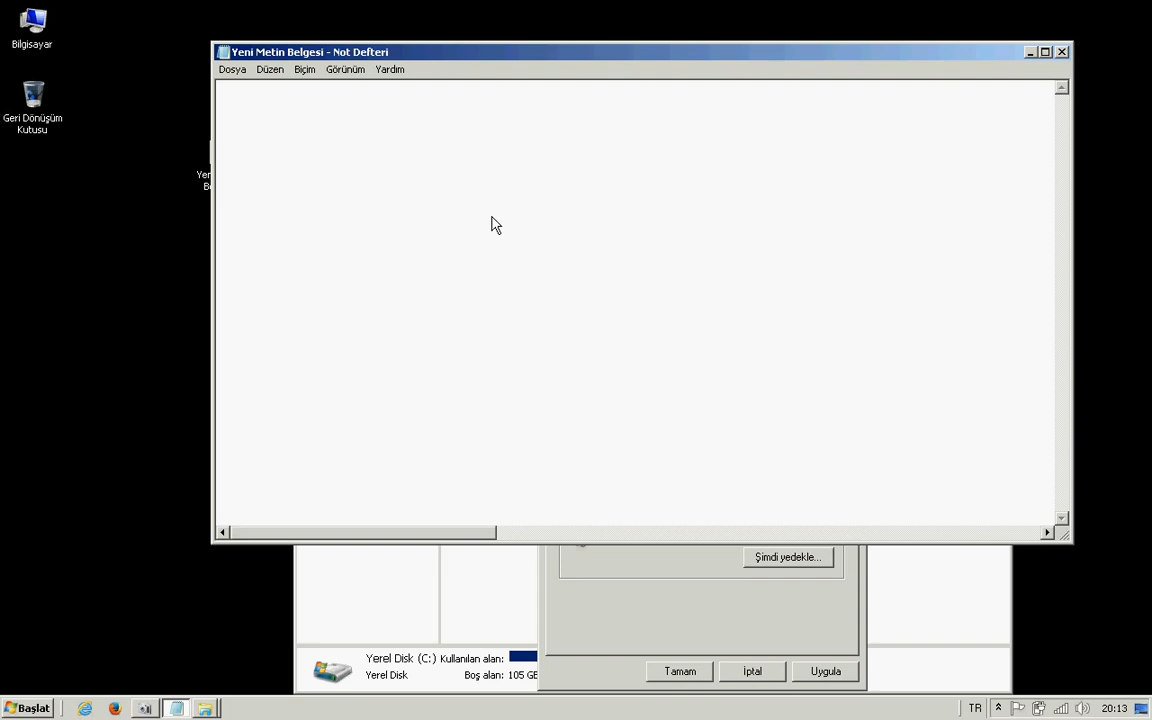 Bilgisayar
Geri Dönüşüm
Kutusu
Yeni Metin Belgesi - Not Defteri
Dosya Düzen Biçim Görünüm Yardım
Şimdi yedekle...
Yerel Disk (C:) Kullanılan alan:
Yerel Disk Boş alan: 105 GB
Tamam İptal Uygula
Başlat TR 20:13